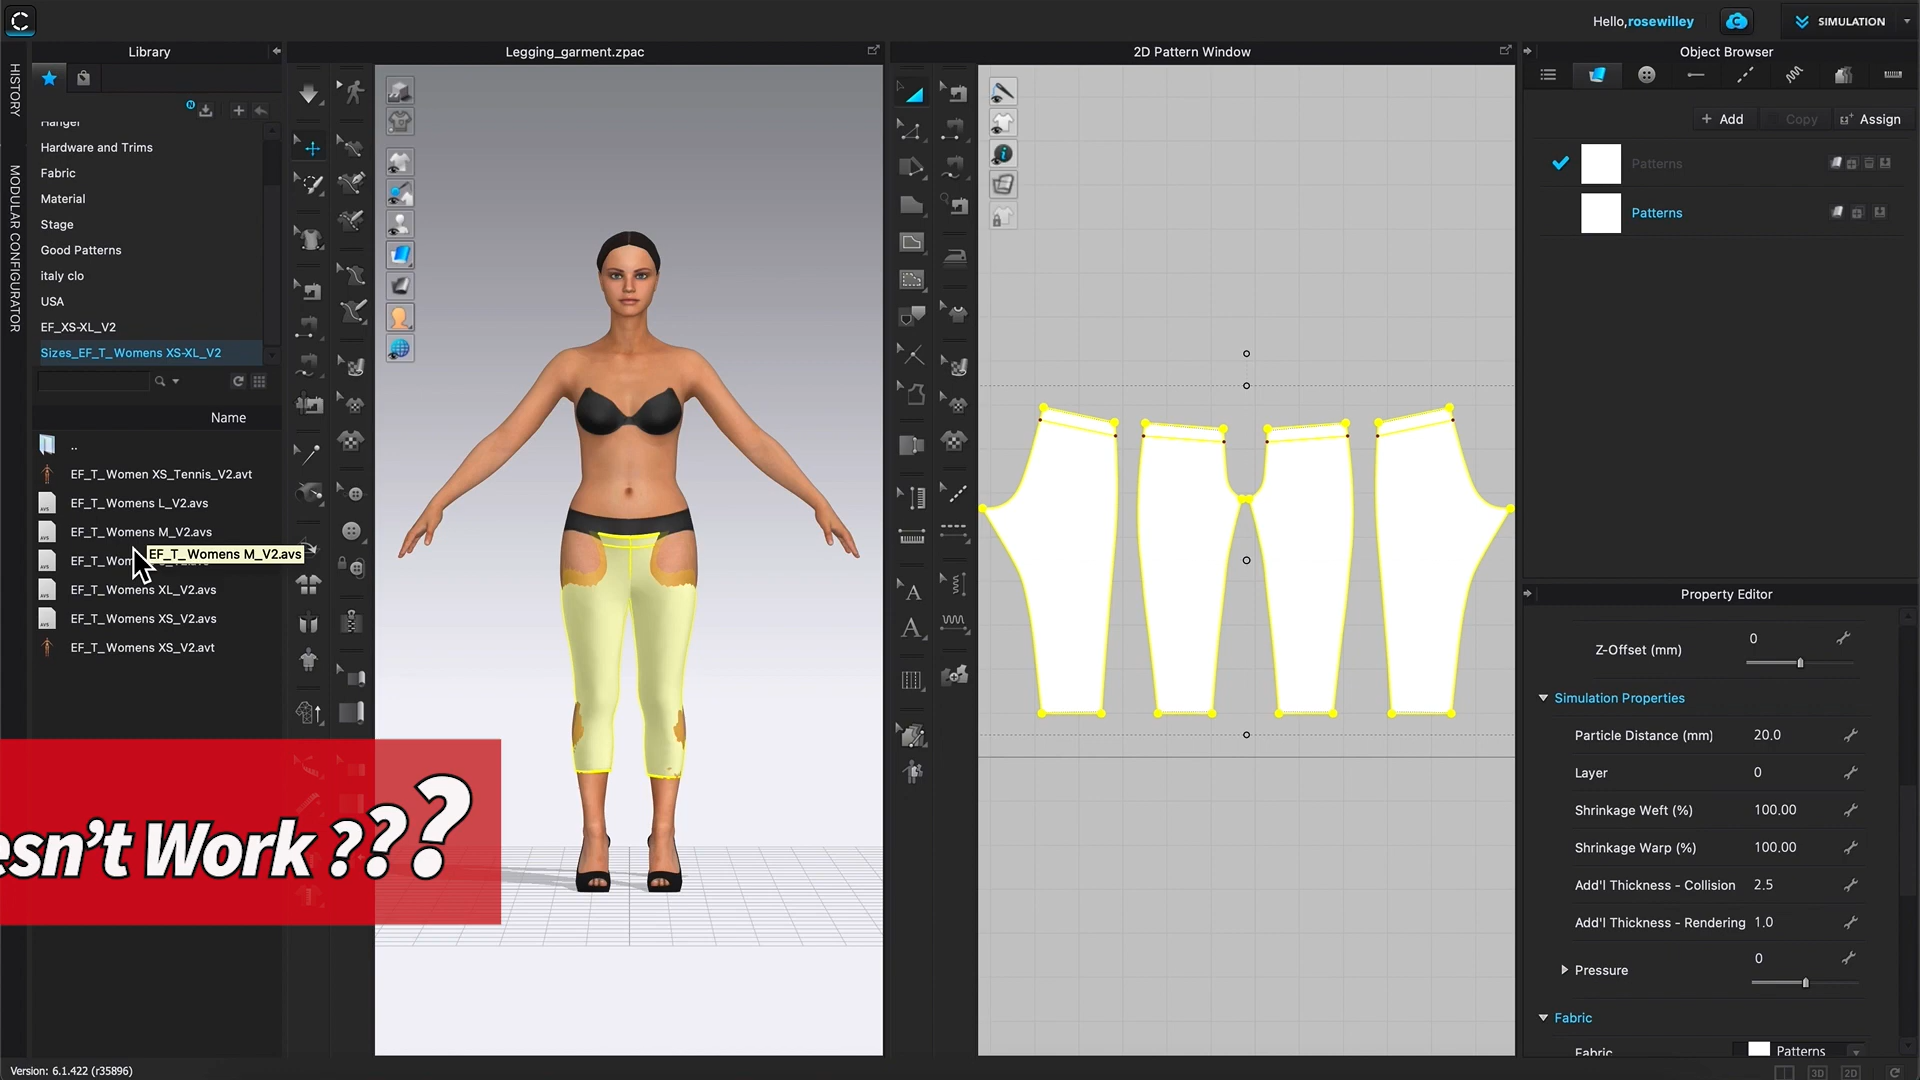 Hello,rosewilley
SIMULATION
Library
Legging_garment.zpac
2D Pattern Window
Object Browser
HISTORY
MODULAR CONFIGURATOR
N
Hanger
Hardware and Trims
Fabric
Material
Stage
Good Patterns
italy clo
USA
EF_XS-XL_V2
Sizes_EF_T_Womens XS-XL_V2
Name
..
EF_T_Women XS_Tennis_V2.avt
EF_T_Womens L_V2.avs
EF_T_Womens M_V2.avs
EF_T_Womens M_V2.avs
EF_T_Wom
EF_T_Womens XL_V2.avs
EF_T_Womens XS_V2.avs
EF_T_Womens XS_V2.avt
esn't Work ???
+ Add
Copy
Assign
Patterns
Patterns
Property Editor
Z-Offset (mm)
0
Simulation Properties
Particle Distance (mm)
20.0
Layer
0
Shrinkage Weft (%)
100.00
Shrinkage Warp (%)
100.00
Add'l Thickness - Collision
2.5
Add'l Thickness - Rendering
1.0
Pressure
0
Fabric
Fabric
Patterns
Version: 6.1.422 (r35896)
3D
2D